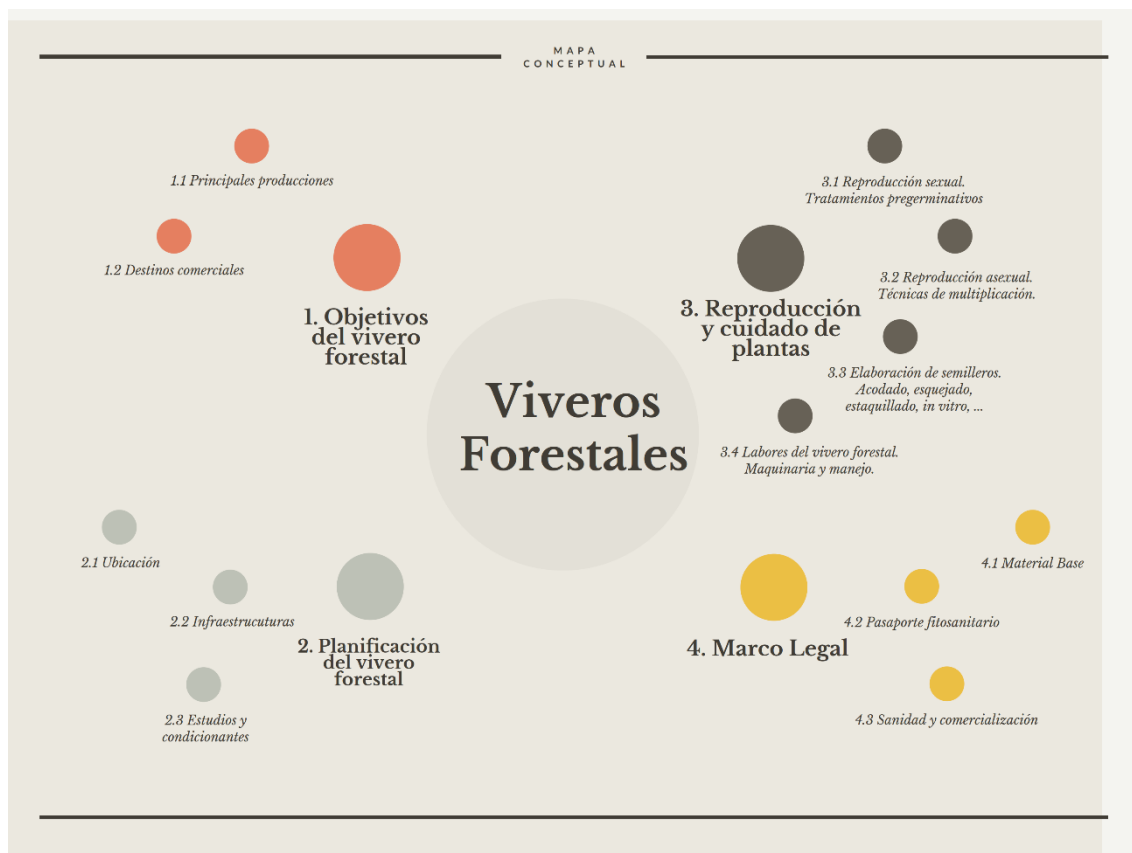 MAPA
CONCEPTUAL
1.1 Principales producciones
1.2 Destinos comerciales
1. Objetivos
del vivero
forestal
Viveros
Forestales
2.1 Ubicación
2.2 Infraestrucuturas
2. Planificación
del vivero
forestal
2.3 Estudios y
condicionantes
3.1 Reproducción sexual.
Tratamientos pregerminativos
3.2 Reproducción asexual.
Técnicas de multiplicación.
3. Reproducción
y cuidado de
plantas
3.3 Elaboración de semilleros.
Acodado, esquejado,
estaquillado, in vitro, ...
3.4 Labores del vivero forestal.
Maquinaria y manejo.
4.1 Material Base
4.2 Pasaporte fitosanitario
4. Marco Legal
4.3 Sanidad y comercialización